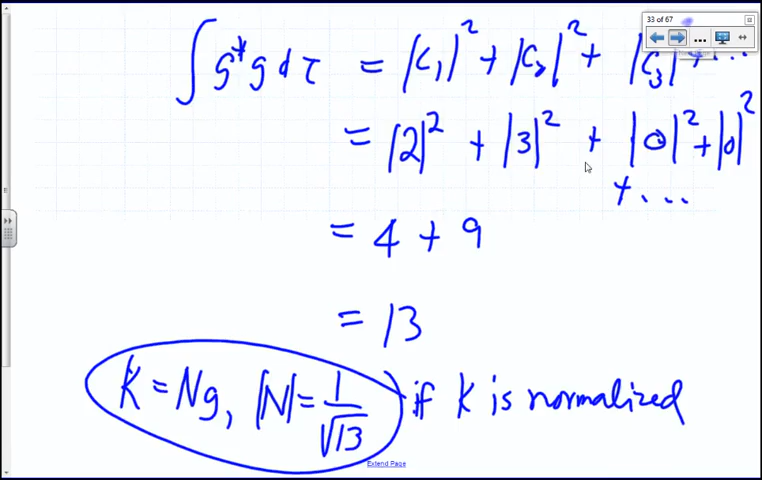 33 of 67
∫ g*g dτ = |C₁|² + |C₂|² + |C₃|² + ...
= |2|² + |3|² + |0|² + |0|²
+ ...
= 4 + 9
= 13
K = Ng, |N| = 1/√13 if K is normalized
Extend Page